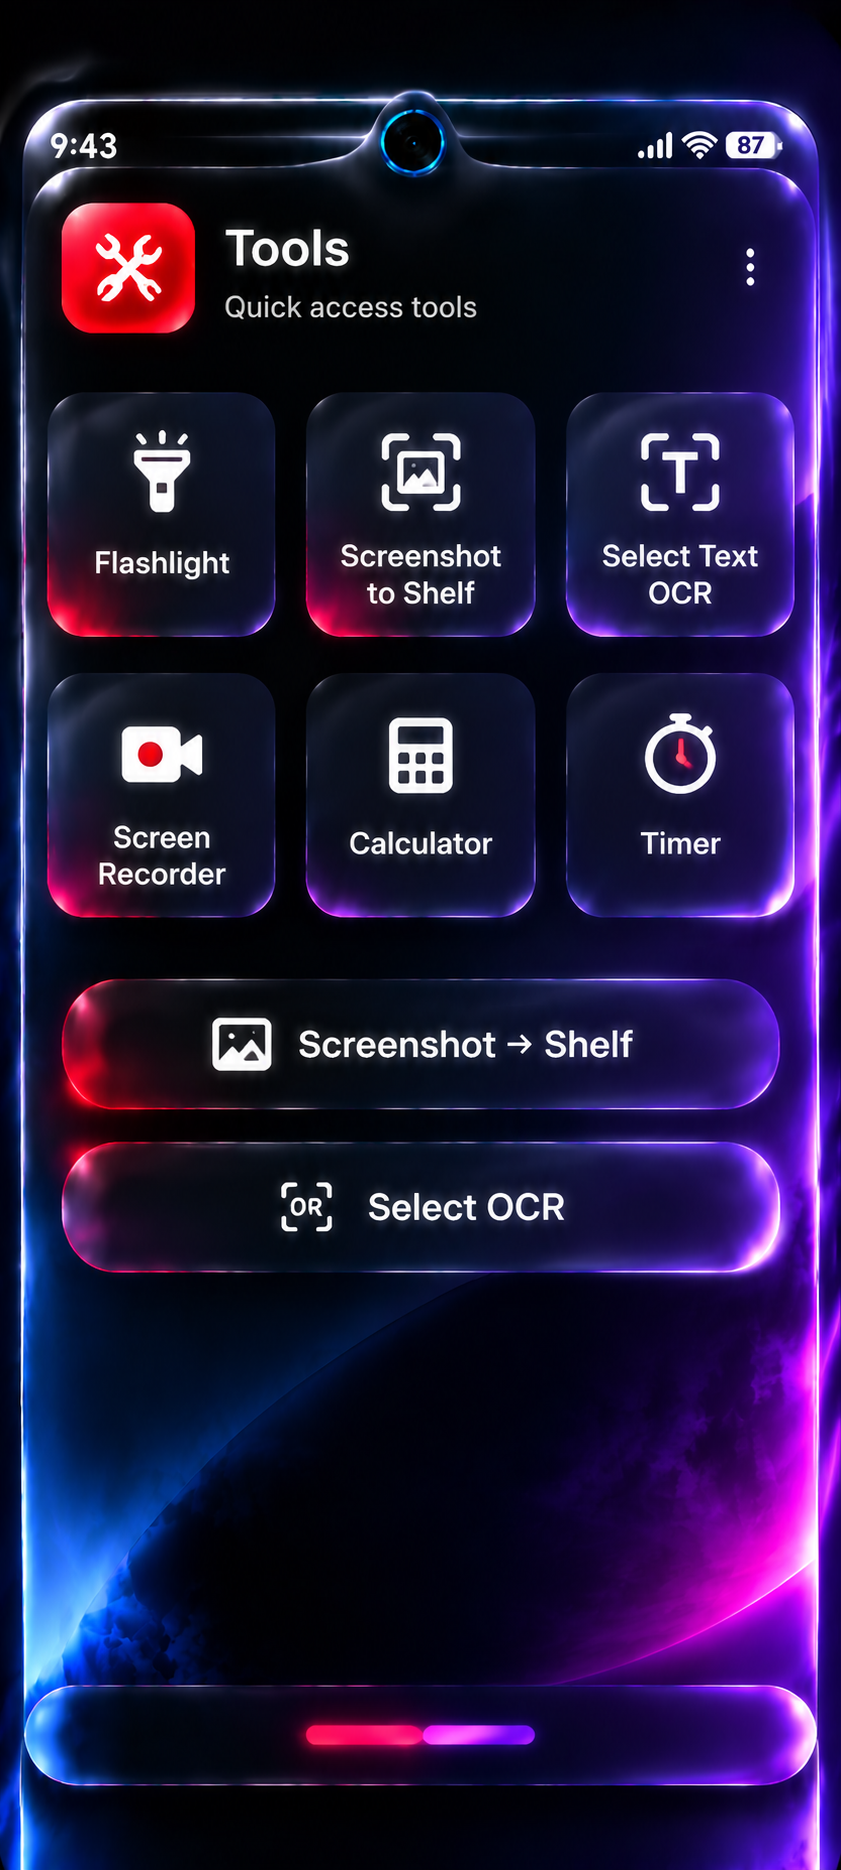 9:43
87
Tools
Quick access tools
Flashlight
Screenshot
to Shelf
T
Select Text
OCR
Screen
Recorder
Calculator
Timer
Screenshot → Shelf
OR
Select OCR